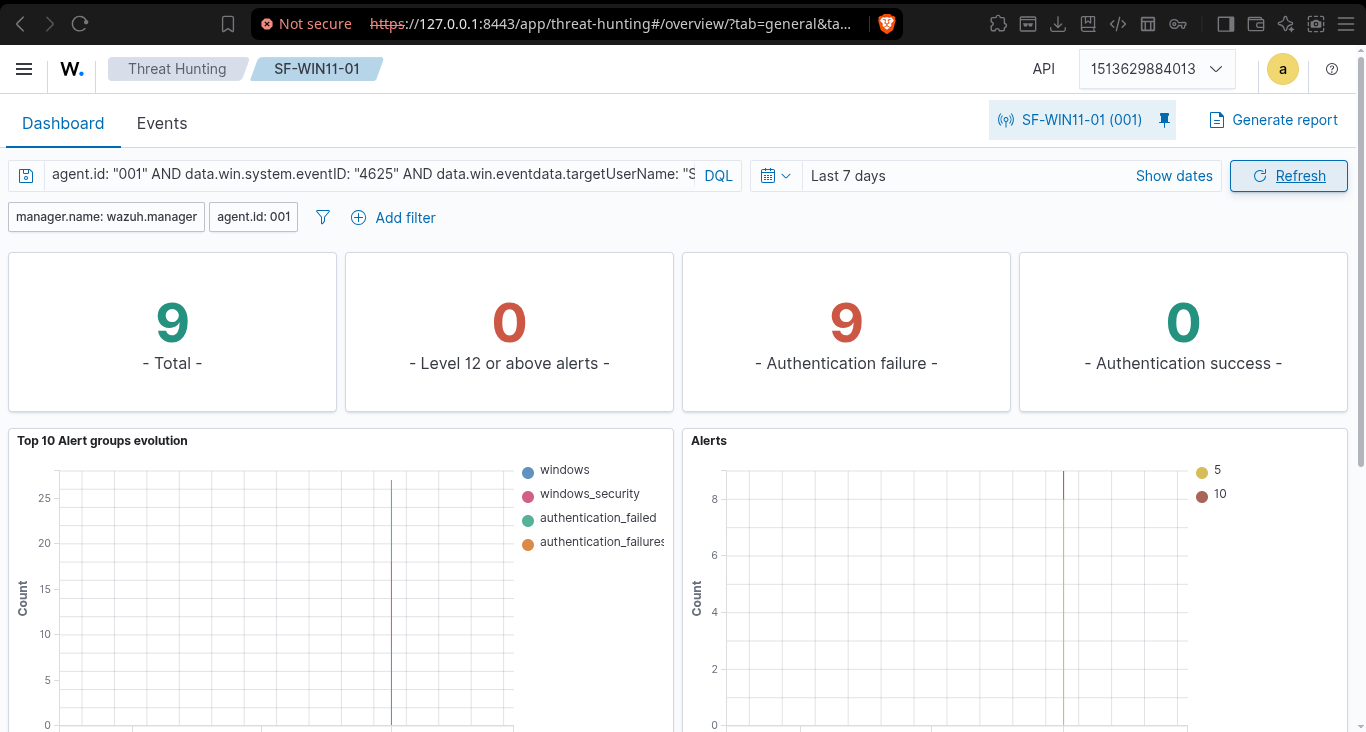 Not secure https://127.0.0.1:8443/app/threat-hunting#/overview/?tab=general&ta...
W. Threat Hunting SF-WIN11-01 API 1513629884013 a
Dashboard Events SF-WIN11-01 (001) Generate report
agent.id: "001" AND data.win.system.eventID: "4625" AND data.win.eventdata.targetUserName: "S DQL Last 7 days Show dates Refresh
manager.name: wazuh.manager agent.id: 001 Add filter
9 0 9 0
- Total - - Level 12 or above alerts - - Authentication failure - - Authentication success -
Top 10 Alert groups evolution
Count
25
20
15
10
5
0
windows
windows_security
authentication_failed
authentication_failures
Alerts
Count
8
6
4
2
0
5
10